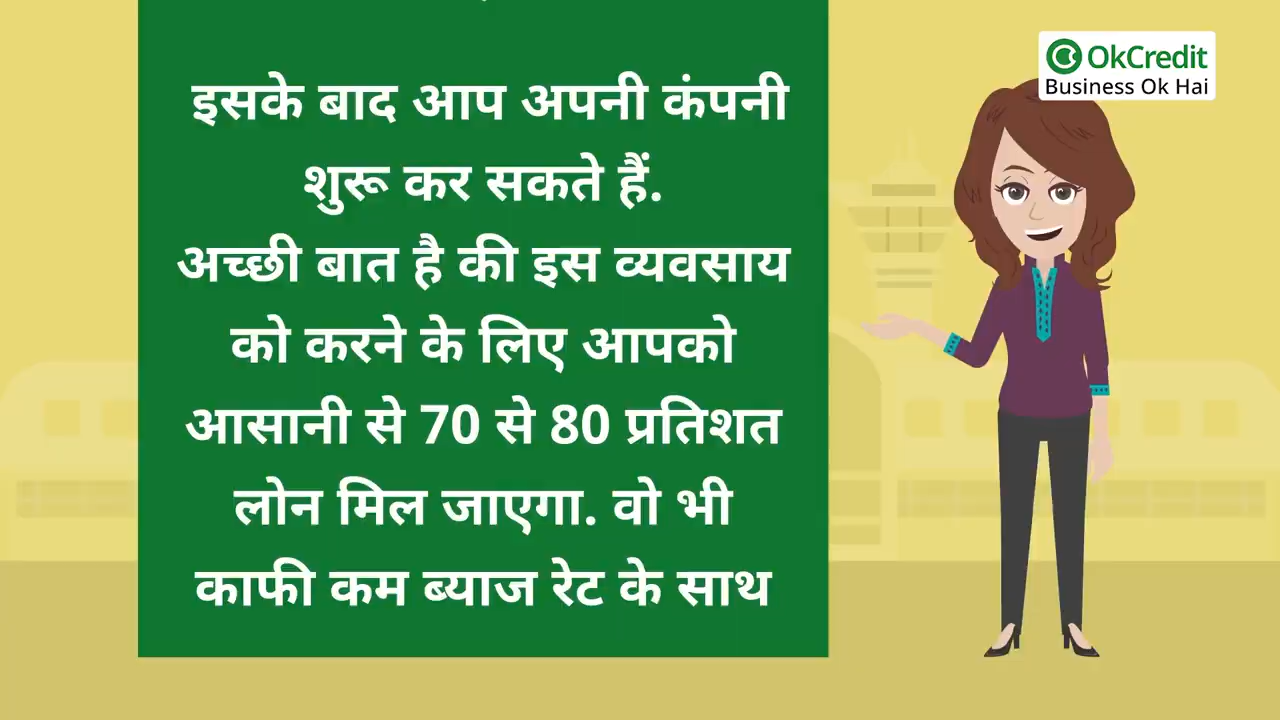 OkCredit
Business Ok Hai
इसके बाद आप अपनी कंपनी
शुरू कर सकते हैं.
अच्छी बात है की इस व्यवसाय
को करने के लिए आपको
आसानी से 70 से 80 प्रतिशत
लोन मिल जाएगा. वो भी
काफी कम ब्याज रेट के साथ